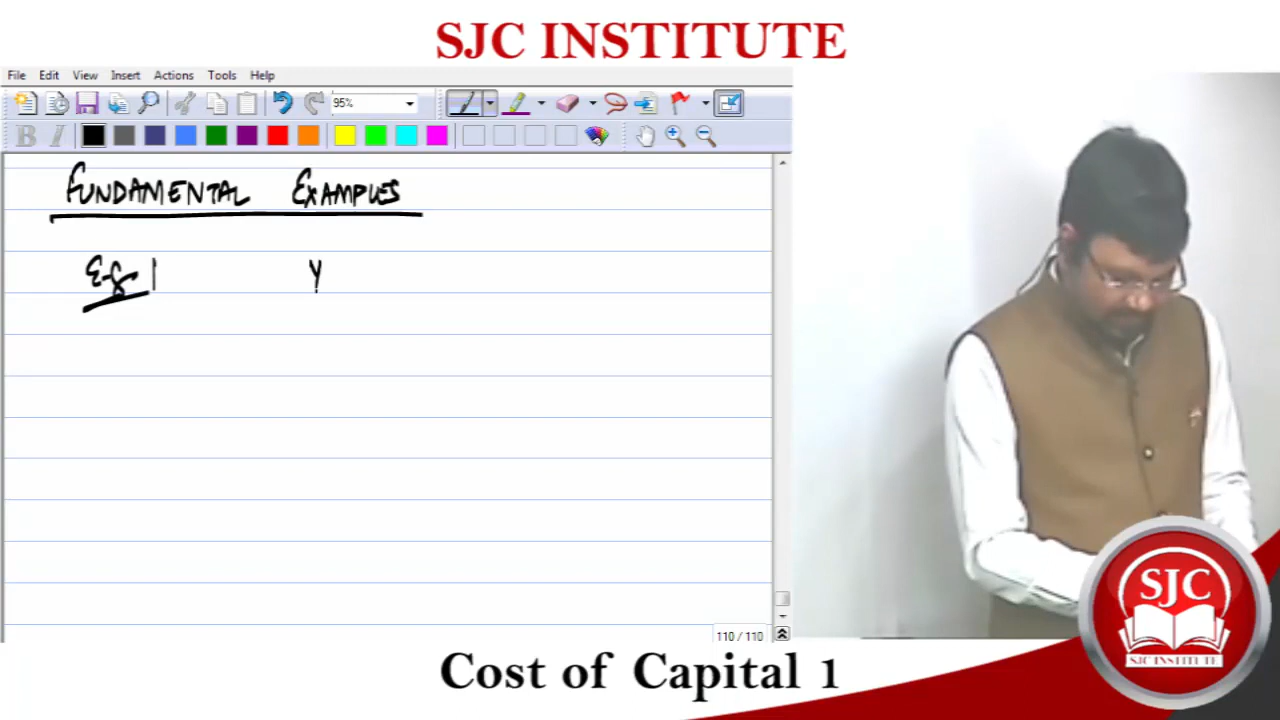 SJC INSTITUTE
File Edit View Insert Actions Tools Help
95%
B I
FUNDAMENTAL EXAMPLES
Eg. 1 Y
110 / 110
SJC
SJC INSTITUTE
Cost of Capital 1